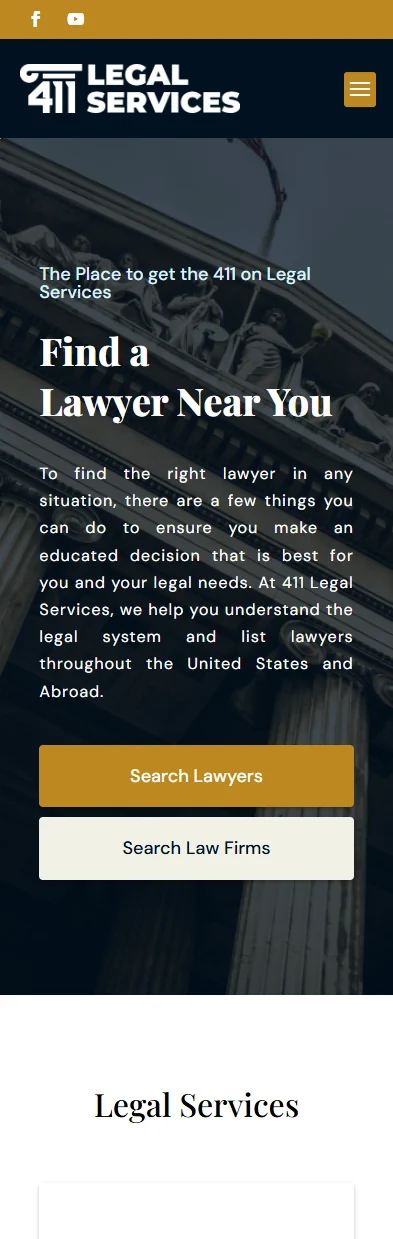 411 LEGAL
SERVICES
The Place to get the 411 on Legal
Services
Find a
Lawyer Near You
To find the right lawyer in any
situation, there are a few things you
can do to ensure you make an
educated decision that is best for
you and your legal needs. At 411 Legal
Services, we help you understand the
legal system and list lawyers
throughout the United States and
Abroad.
Search Lawyers
Search Law Firms
Legal Services